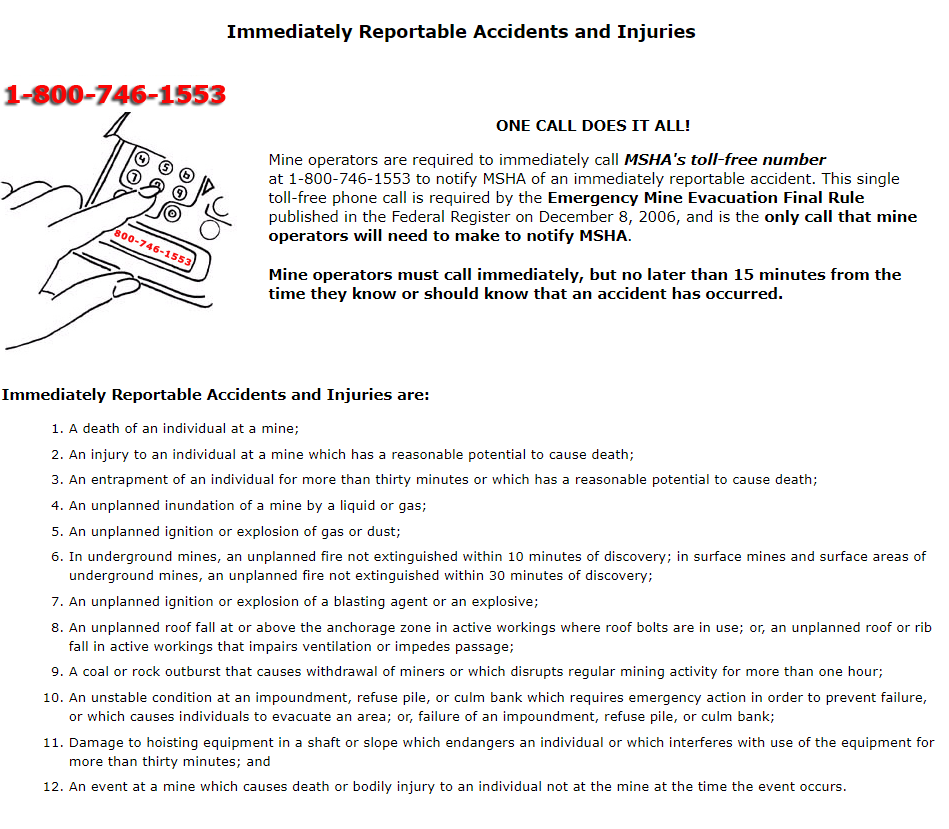 Immediately Reportable Accidents and Injuries
1-800-746-1553
4
5
6
7
8
9
0
800-746-1553
ONE CALL DOES IT ALL!
Mine operators are required to immediately call MSHA's toll-free number
at 1-800-746-1553 to notify MSHA of an immediately reportable accident. This single
toll-free phone call is required by the Emergency Mine Evacuation Final Rule
published in the Federal Register on December 8, 2006, and is the only call that mine
operators will need to make to notify MSHA.
Mine operators must call immediately, but no later than 15 minutes from the
time they know or should know that an accident has occurred.
Immediately Reportable Accidents and Injuries are:
1. A death of an individual at a mine;
2. An injury to an individual at a mine which has a reasonable potential to cause death;
3. An entrapment of an individual for more than thirty minutes or which has a reasonable potential to cause death;
4. An unplanned inundation of a mine by a liquid or gas;
5. An unplanned ignition or explosion of gas or dust;
6. In underground mines, an unplanned fire not extinguished within 10 minutes of discovery; in surface mines and surface areas of
underground mines, an unplanned fire not extinguished within 30 minutes of discovery;
7. An unplanned ignition or explosion of a blasting agent or an explosive;
8. An unplanned roof fall at or above the anchorage zone in active workings where roof bolts are in use; or, an unplanned roof or rib
fall in active workings that impairs ventilation or impedes passage;
9. A coal or rock outburst that causes withdrawal of miners or which disrupts regular mining activity for more than one hour;
10. An unstable condition at an impoundment, refuse pile, or culm bank which requires emergency action in order to prevent failure,
or which causes individuals to evacuate an area; or, failure of an impoundment, refuse pile, or culm bank;
11. Damage to hoisting equipment in a shaft or slope which endangers an individual or which interferes with use of the equipment for
more than thirty minutes; and
12. An event at a mine which causes death or bodily injury to an individual not at the mine at the time the event occurs.